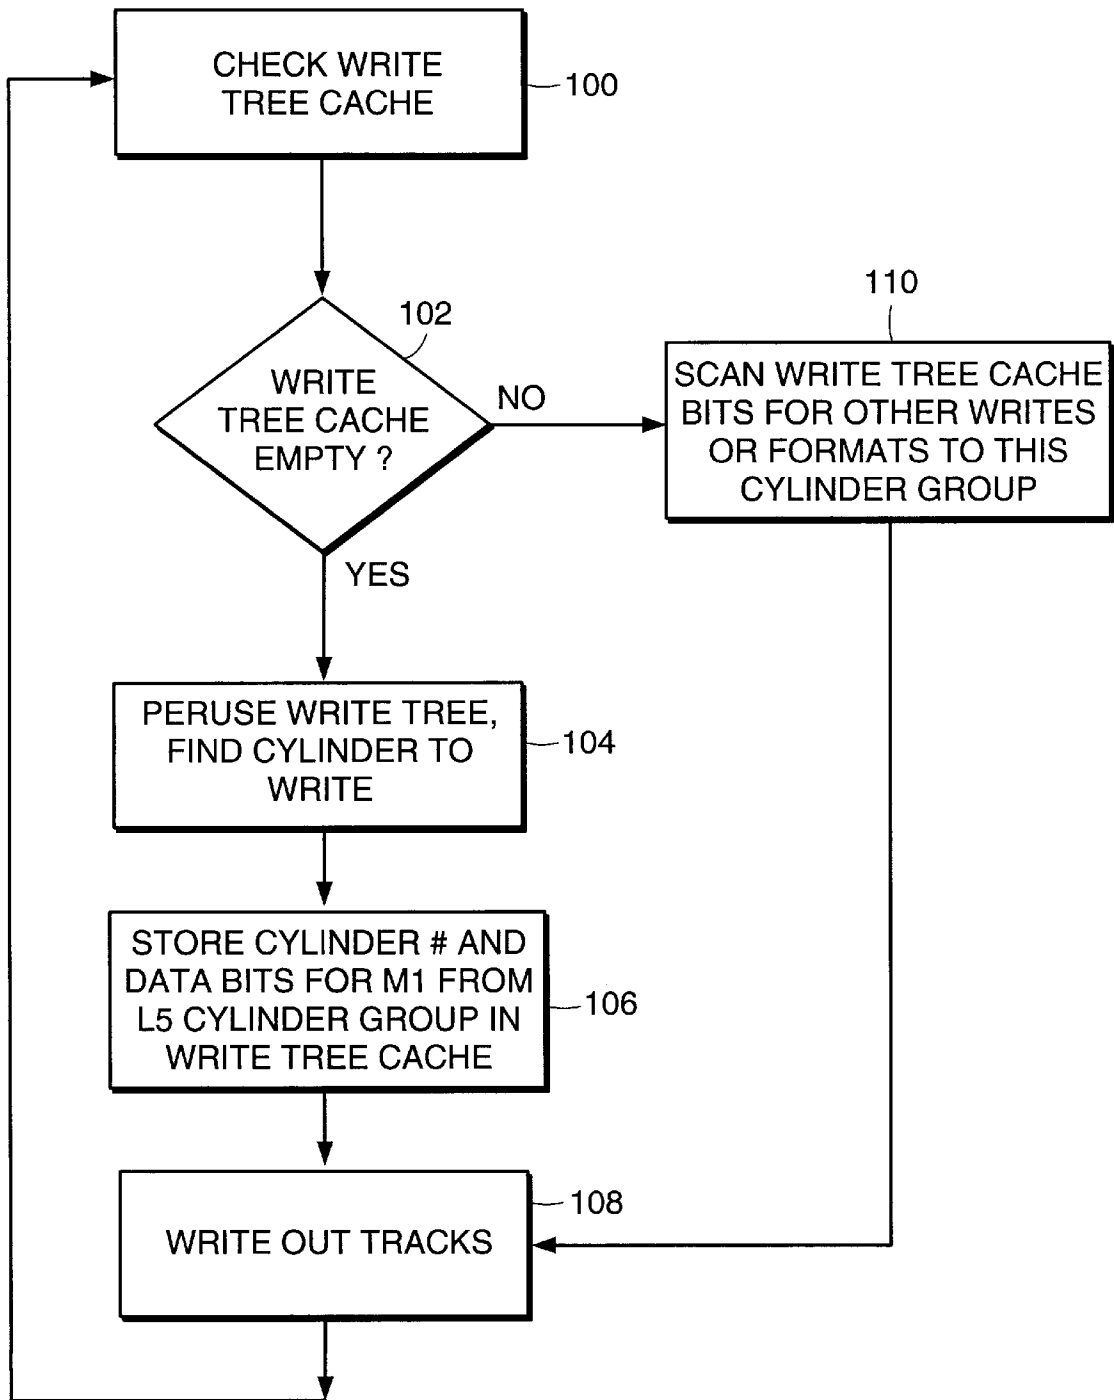 CHECK WRITE
TREE CACHE
100
102
WRITE
TREE CACHE
EMPTY ?
NO
YES
110
SCAN WRITE TREE CACHE
BITS FOR OTHER WRITES
OR FORMATS TO THIS
CYLINDER GROUP
PERUSE WRITE TREE,
FIND CYLINDER TO
WRITE
104
STORE CYLINDER # AND
DATA BITS FOR M1 FROM
L5 CYLINDER GROUP IN
WRITE TREE CACHE
106
WRITE OUT TRACKS
108